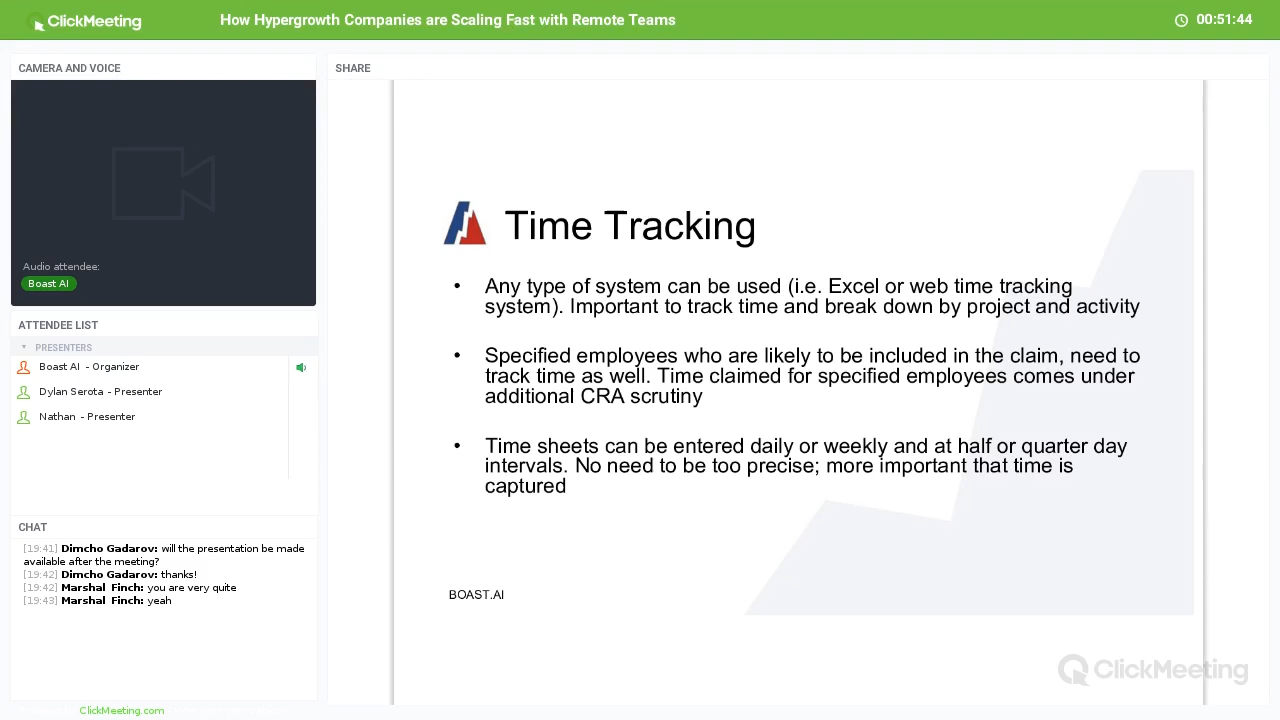 ClickMeeting
How Hypergrowth Companies are Scaling Fast with Remote Teams
00:51:44
CAMERA AND VOICE
Audio attendee:
Boast AI
ATTENDEE LIST
PRESENTERS
Boast AI - Organizer
Dylan Serota - Presenter
Nathan - Presenter
CHAT
[19:41] Dimcho Gadarov: will the presentation be made
available after the meeting?
[19:42] Dimcho Gadarov: thanks!
[19:42] Marshal Finch: you are very quite
[19:43] Marshal Finch: yeah
ClickMeeting.com
SHARE
Time Tracking
• Any type of system can be used (i.e. Excel or web time tracking
system). Important to track time and break down by project and activity
• Specified employees who are likely to be included in the claim, need to
track time as well. Time claimed for specified employees comes under
additional CRA scrutiny
• Time sheets can be entered daily or weekly and at half or quarter day
intervals. No need to be too precise; more important that time is
captured
BOAST.AI
ClickMeeting